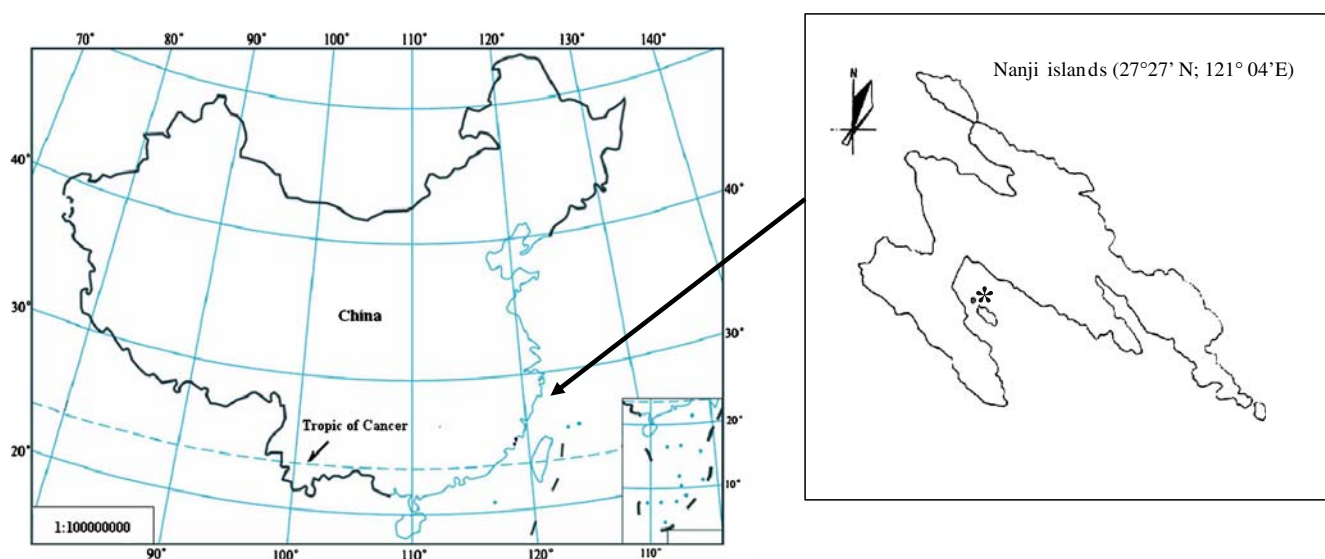 70° 80° 90° 100° 110° 120° 130° 140°
40°
30°
20°
40°
30°
20°
10°
China
Tropic of Cancer
1:100000000
90° 100° 110° 120° 110°
Nanji islands (27°27’ N; 121° 04’E)
N